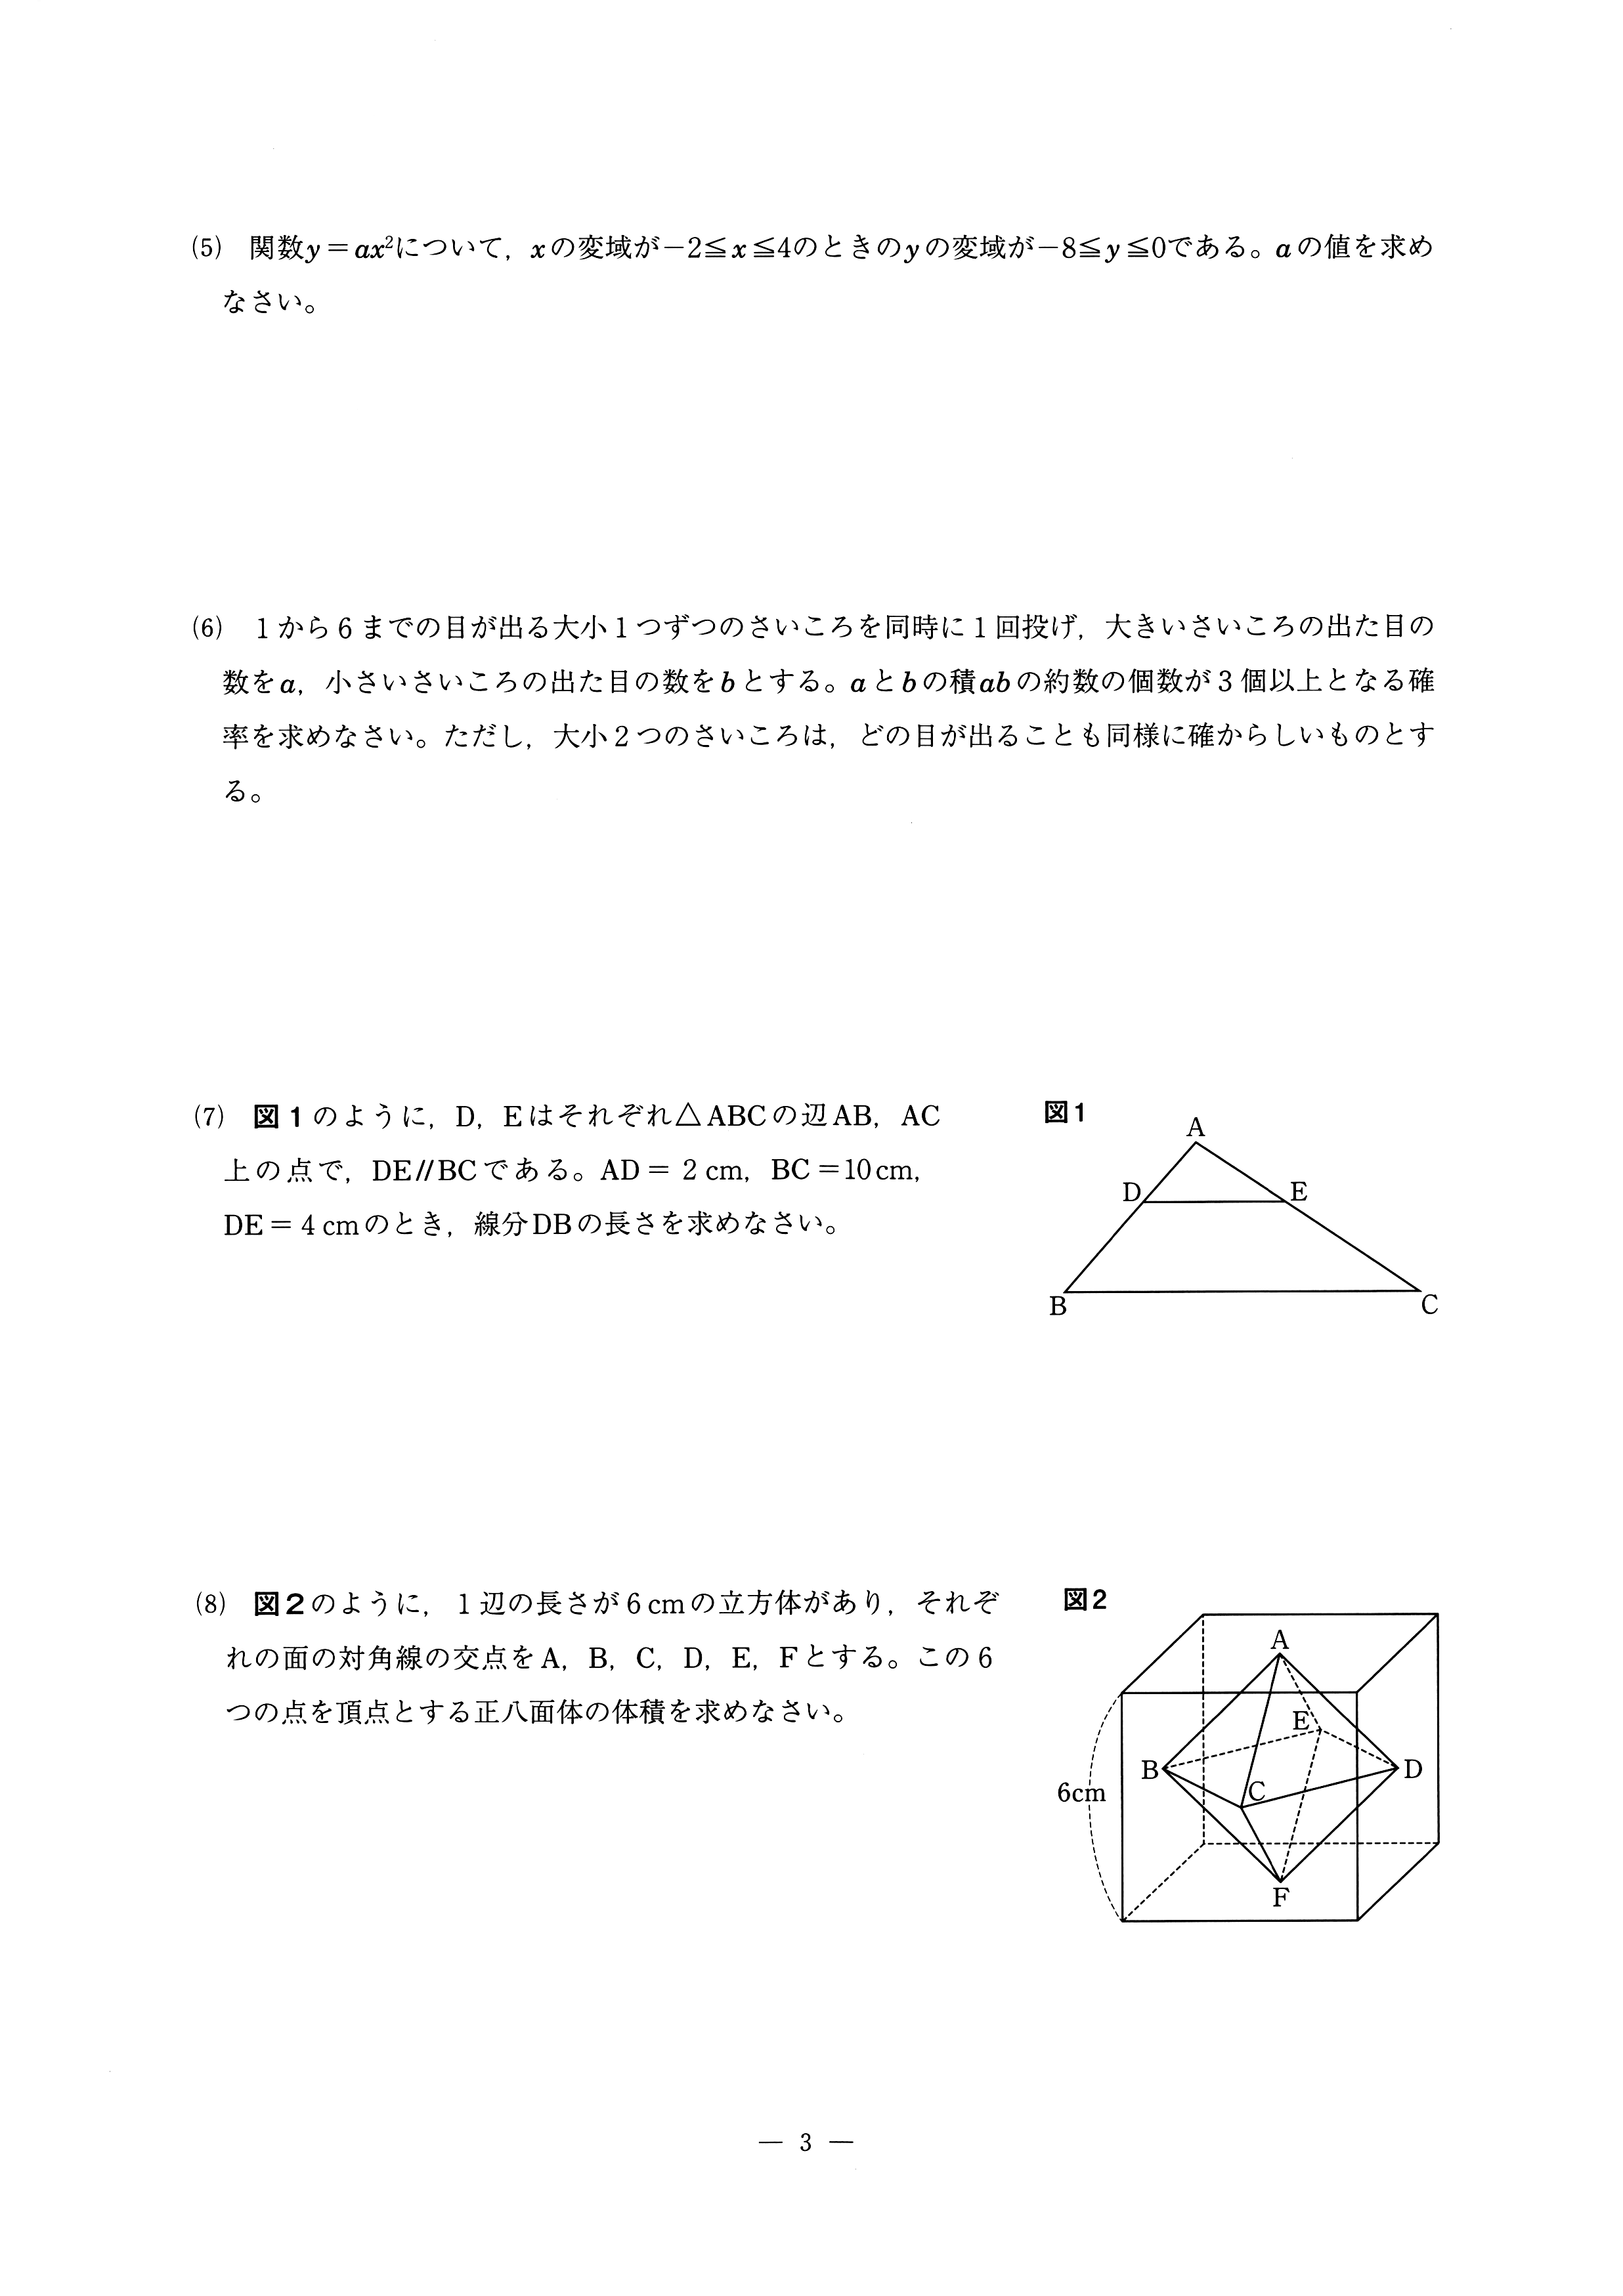 (5) 関数y＝ax²について，xの変域が－2≦x≦4のときのyの変域が－8≦y≦0である。aの値を求め
なさい。
(6) 1から6までの目が出る大小1つずつのさいころを同時に1回投げ，大きいさいころの出た目の
数をa，小さいさいころの出た目の数をbとする。aとbの積abの約数の個数が3個以上となる確
率を求めなさい。ただし，大小2つのさいころは，どの目が出ることも同様に確からしいものとす
る。
(7) 図1のように，D，Eはそれぞれ△ABCの辺AB，AC
上の点で，DE//BCである。AD＝2cm，BC＝10cm，
DE＝4cmのとき，線分DBの長さを求めなさい。
図1
A
D
E
B
C
(8) 図2のように，1辺の長さが6cmの立方体があり，それぞ
れの面の対角線の交点をA，B，C，D，E，Fとする。この6
つの点を頂点とする正八面体の体積を求めなさい。
図2
A
E
B
D
C
6cm
F
— 3 —